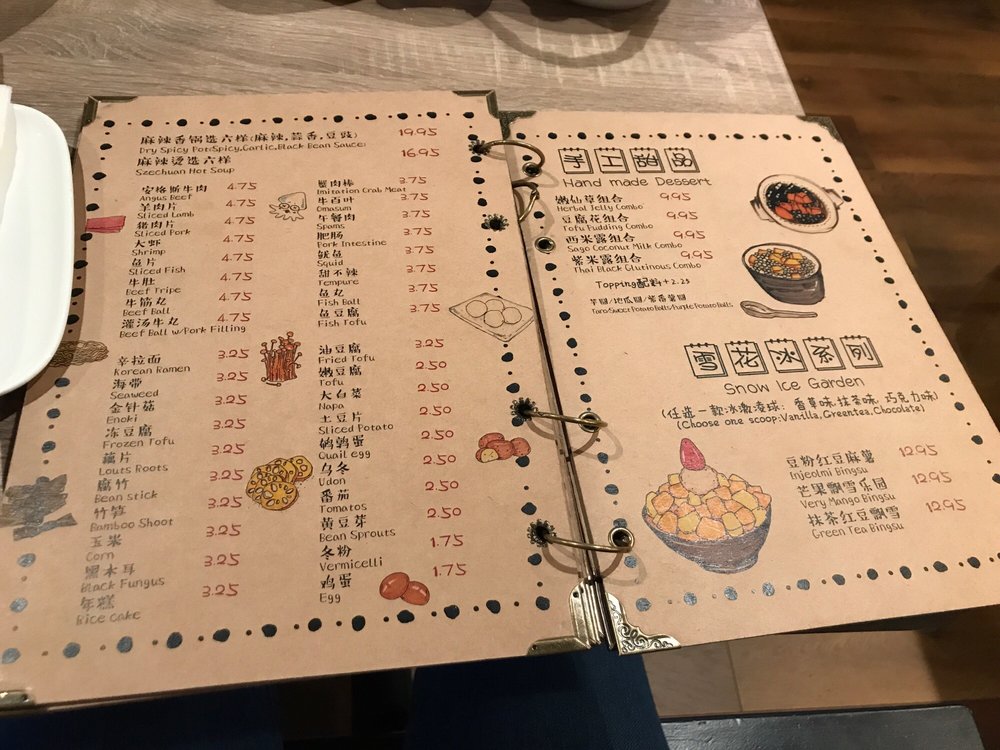 麻辣香锅选六样(麻辣,蒜香,豆豉) 19.95
Dry Spicy Pot(Spicy,Garlic,Black Bean Sauce)
麻辣烫选六样 16.95
Szechuan Hot Soup
安格斯牛肉 4.75
Angus Beef
羊肉片 4.75
Sliced Lamb
猪肉片 4.75
Sliced Pork
大虾 4.75
Shrimp
鱼片 4.75
Sliced Fish
牛肚 4.75
Beef Tripe
牛筋丸 4.75
Beef Ball
灌汤牛丸 4.75
Beef Ball w/Pork Filling
辛拉面 3.25
Korean Ramen
海带 3.25
Seaweed
金针菇 3.25
Enoki
冻豆腐 3.25
Frozen Tofu
藕片 3.25
Louts Roots
腐竹 3.25
Bean stick
竹笋 3.25
Bamboo Shoot
玉米 3.25
Corn
黑木耳 3.25
Black Fungus
年糕 3.25
Rice cake
蟹肉棒 3.75
Imitation Crab Meat
牛百叶 3.75
Omasum
午餐肉 3.75
Spams
肥肠 3.75
Pork Intestine
鱿鱼 3.75
Squid
甜不辣 3.75
Tempure
鱼丸 3.75
Fish Ball
鱼豆腐 3.75
Fish Tofu
油豆腐 3.25
Fried Tofu
嫩豆腐 2.50
Tofu
大白菜 2.50
Napa
土豆片 2.50
Sliced Potato
鹌鹑蛋 2.50
Quail egg
乌冬 2.50
Udon
番茄 2.50
Tomatos
黄豆芽 2.50
Bean Sprouts
冬粉 1.75
Vermicelli
鸡蛋 1.75
Egg
手工甜品
Hand made Dessert
嫩仙草组合 9.95
Herbal Jelly Combo
豆腐花组合 9.95
Tofu Pudding Combo
西米露组合 9.95
Sago Coconut Milk Combo
紫米露组合 9.95
Thai Black Glutinous Combo
Topping配料+2.25
芋圆/地瓜圆/紫薯圆
Taro/Sweet Potato Balls/Purple Potato Balls
雪花冰系列
Snow Ice Garden
(任选一款冰激凌球: 香草味,抹茶味,巧克力味)
(Choose one scoop:Vanilla,Greentea,Chocolate)
豆粉红豆麻薯 12.95
Injeolmi Bingsu
芒果飘雪乐园 12.95
Very Mango Bingsu
抹茶红豆飘雪 12.95
Green Tea Bingsu